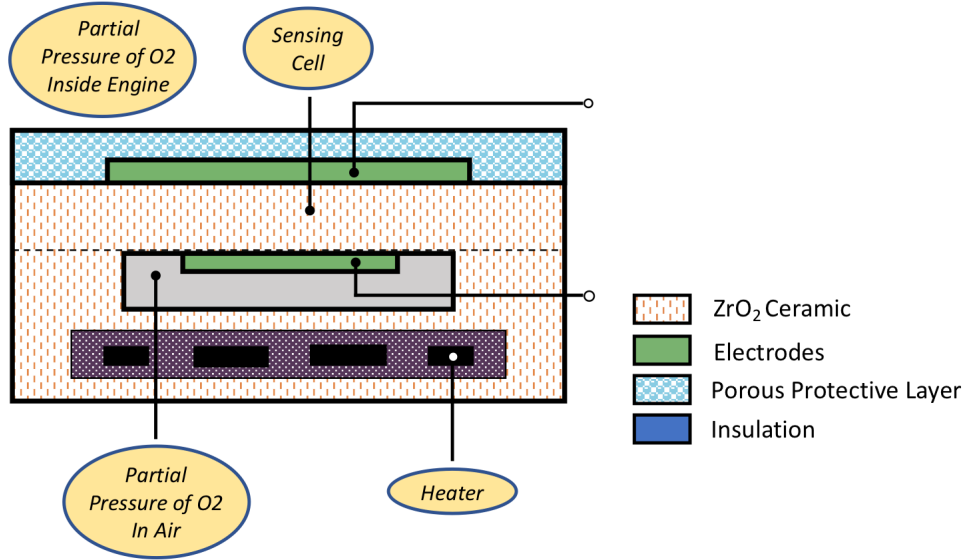 Partial
Pressure of O2
Inside Engine
Sensing
Cell
ZrO₂ Ceramic
Electrodes
Porous Protective Layer
Insulation
Partial
Pressure of O2
In Air
Heater